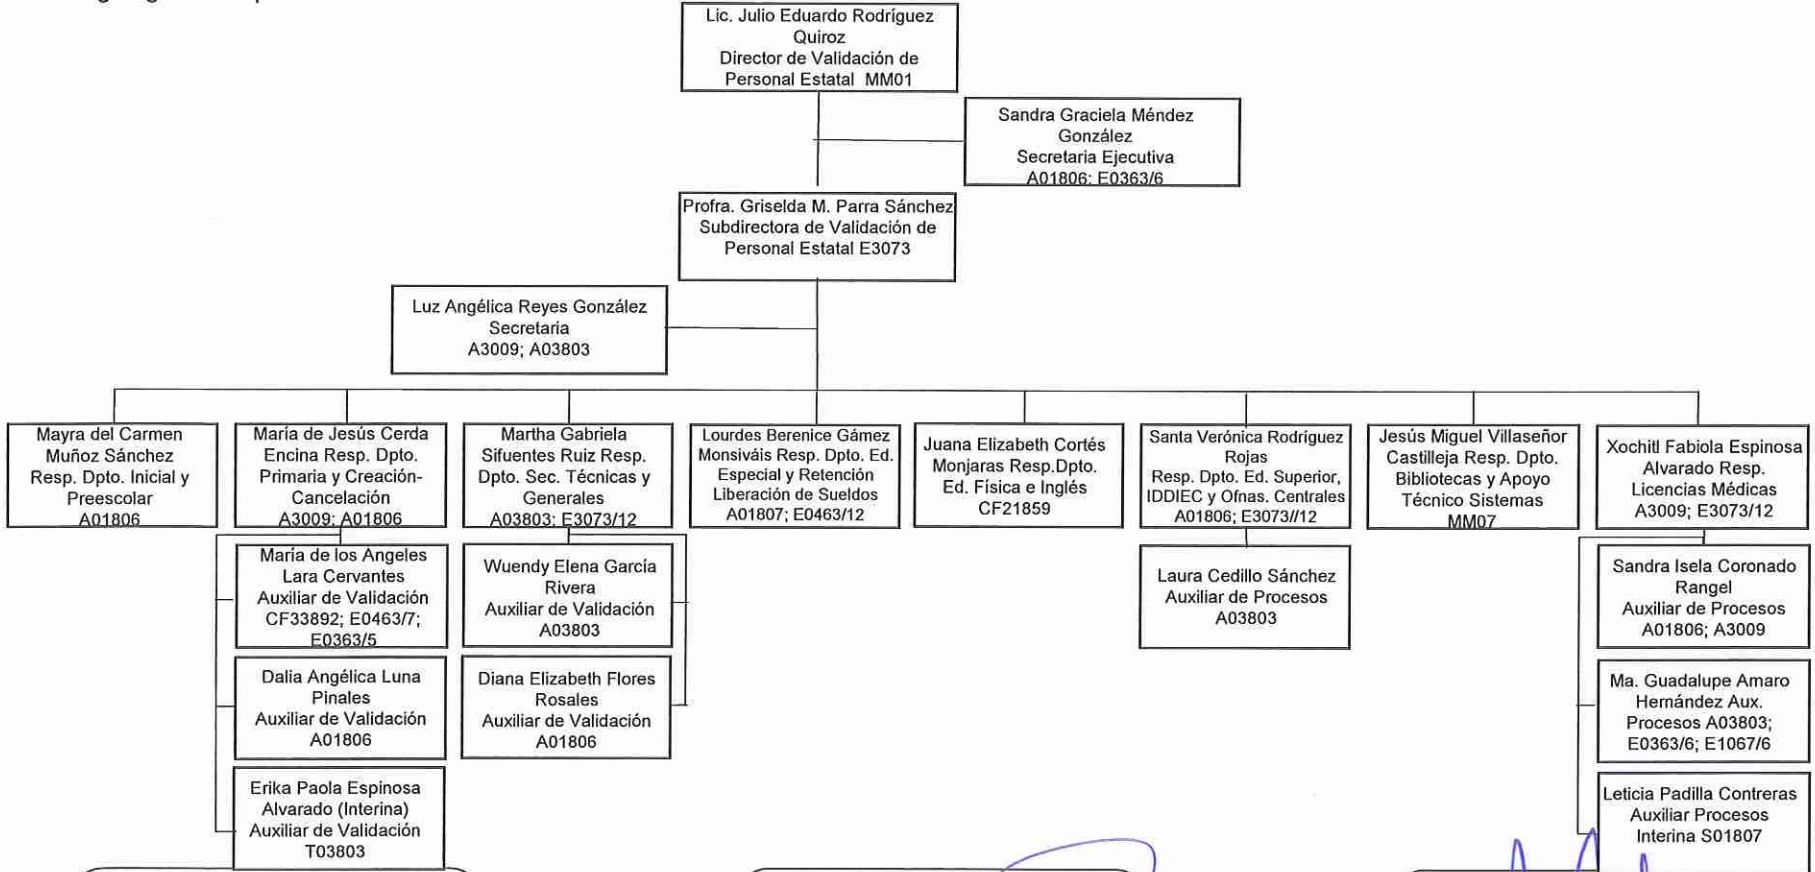 Lic. Julio Eduardo Rodríguez
Quiroz
Director de Validación de
Personal Estatal MM01
Sandra Graciela Méndez
González
Secretaria Ejecutiva
A01806; E0363/6
Profra. Griselda M. Parra Sánchez
Subdirectora de Validación de
Personal Estatal E3073
Luz Angélica Reyes González
Secretaria
A3009; A03803
Mayra del Carmen
Muñoz Sánchez
Resp. Dpto. Inicial y
Preescolar
A01806
María de Jesús Cerda
Encina Resp. Dpto.
Primaria y Creación-
Cancelación
A3009; A01806
Martha Gabriela
Sifuentes Ruiz Resp.
Dpto. Sec. Técnicas y
Generales
A03803; E3073/12
Lourdes Berenice Gámez
Monsiváis Resp. Dpto. Ed.
Especial y Retención
Liberación de Sueldos
A01807; E0463/12
Juana Elizabeth Cortés
Monjaras Resp.Dpto.
Ed. Física e Inglés
CF21859
Santa Verónica Rodríguez
Rojas
Resp. Dpto. Ed. Superior,
IDDIEC y Ofnas. Centrales
A01806; E3073//12
Jesús Miguel Villaseñor
Castilleja Resp. Dpto.
Bibliotecas y Apoyo
Técnico Sistemas
MM07
Xochitl Fabiola Espinosa
Alvarado Resp.
Licencias Médicas
A3009; E3073/12
María de los Angeles
Lara Cervantes
Auxiliar de Validación
CF33892; E0463/7;
E0363/5
Dalia Angélica Luna
Pinales
Auxiliar de Validación
A01806
Erika Paola Espinosa
Alvarado (Interina)
Auxiliar de Validación
T03803
Wuendy Elena García
Rivera
Auxiliar de Validación
A03803
Diana Elizabeth Flores
Rosales
Auxiliar de Validación
A01806
Laura Cedillo Sánchez
Auxiliar de Procesos
A03803
Sandra Isela Coronado
Rangel
Auxiliar de Procesos
A01806; A3009
Ma. Guadalupe Amaro
Hernández Aux.
Procesos A03803;
E0363/6; E1067/6
Leticia Padilla Contreras
Auxiliar Procesos
Interina S01807